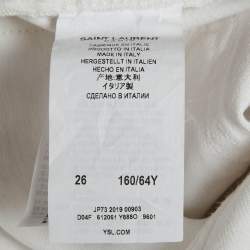 SAINT LAURENT
FABRIQUÉ EN ITALIE
PRODOTTO IN ITALIA
MADE IN ITALY
HERGESTELLT IN ITALIEN
HECHO EN ITALIA
产地:意大利
イタリア製
СДЕЛАНО В ИТАЛИИ
26 160/64Y
JP73 2019 00903
D04F 612061 Y888O 9601
YSL.COM